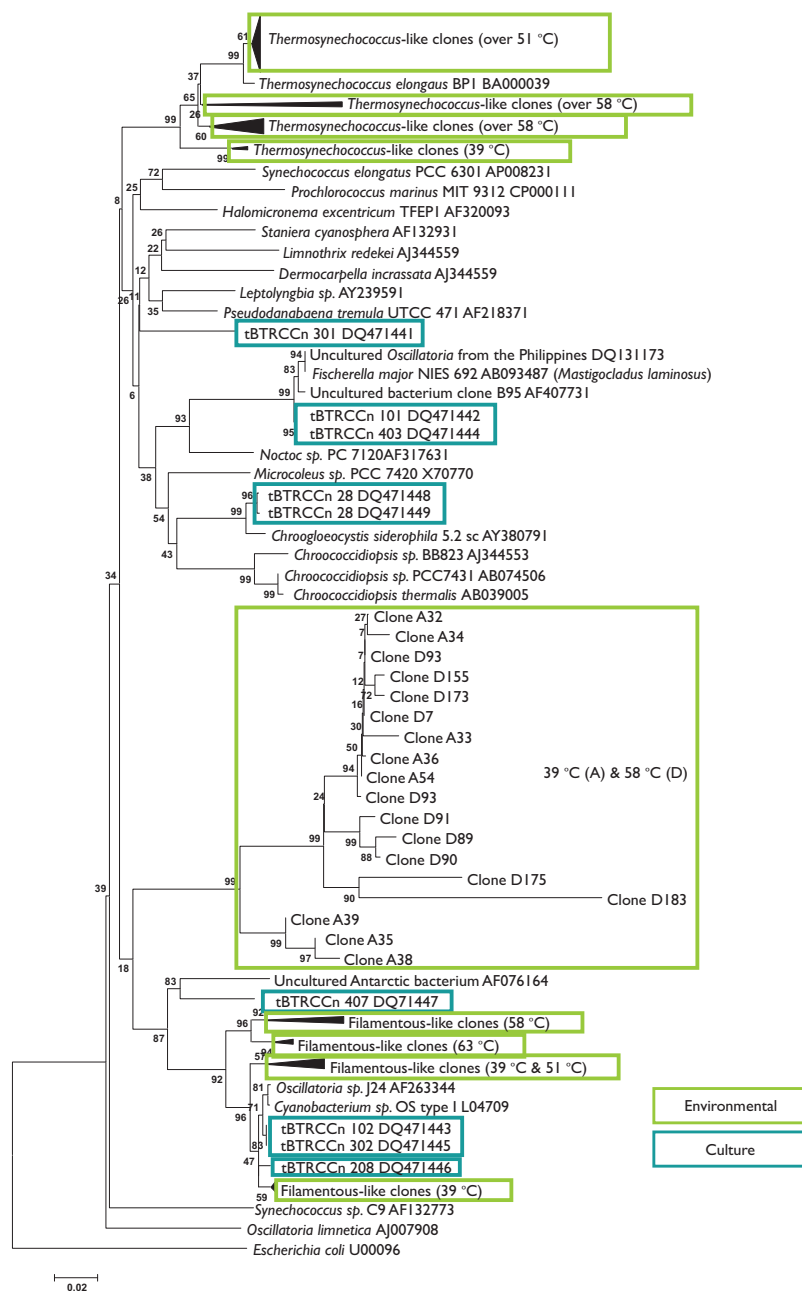 61
Thermosynechococcus-like clones (over 51 °C)
99
Thermosynechococcus elongaus BP1 BA000039
37
65
Thermosynechococcus-like clones (over 58 °C)
26
99
Thermosynechococcus-like clones (over 58 °C)
60
Thermosynechococcus-like clones (39 °C)
99
Synechococcus elongatus PCC 6301 AP008231
72
25
Prochlorococcus marinus MIT 9312 CP000111
8
Halomicronema excentricum TFEP1 AF320093
26
Staniera cyanosphera AF132931
22
Limnothrix redekei AJ344559
12
Dermocarpella incrassata AJ344559
Leptolyngbia sp. AY239591
26
11
35
Pseudodanabaena tremula UTCC 471 AF218371
tBTRCCn 301 DQ471441
94
Uncultured Oscillatoria from the Philippines DQ131173
83
Fischerella major NIES 692 AB093487 (Mastigocladus laminosus)
6
99
Uncultured bacterium clone B95 AF407731
tBTRCCn 101 DQ471442
95
tBTRCCn 403 DQ471444
93
Noctoc sp. PC 7120AF317631
38
Microcoleus sp. PCC 7420 X70770
96
tBTRCCn 28 DQ471448
54
99
tBTRCCn 28 DQ471449
Chroogloeocystis siderophila 5.2 sc AY380791
43
Chroococcidiopsis sp. BB823 AJ344553
99
Chroococcidiopsis sp. PCC7431 AB074506
34
99
Chroococcidiopsis thermalis AB039005
27
Clone A32
7
Clone A34
7
Clone D93
12
Clone D155
72
Clone D173
16
Clone D7
30
Clone A33
50
Clone A36
94
Clone A54
39 °C (A) & 58 °C (D)
24
Clone D93
Clone D91
99
99
Clone D89
88
Clone D90
99
Clone D175
39
90
Clone D183
Clone A39
99
Clone A35
97
Clone A38
18
83
Uncultured Antarctic bacterium AF076164
tBTRCCn 407 DQ71447
92
Filamentous-like clones (58 °C)
96
87
Filamentous-like clones (63 °C)
94
57
Filamentous-like clones (39 °C & 51 °C)
92
81
Oscillatoria sp. J24 AF263344
71
Cyanobacterium sp. OS type I L04709
96
tBTRCCn 102 DQ471443
83
tBTRCCn 302 DQ471445
47
tBTRCCn 208 DQ471446
59
Filamentous-like clones (39 °C)
Synechococcus sp. C9 AF132773
Oscillatoria limnetica AJ007908
Escherichia coli U00096
0.02
Environmental
Culture